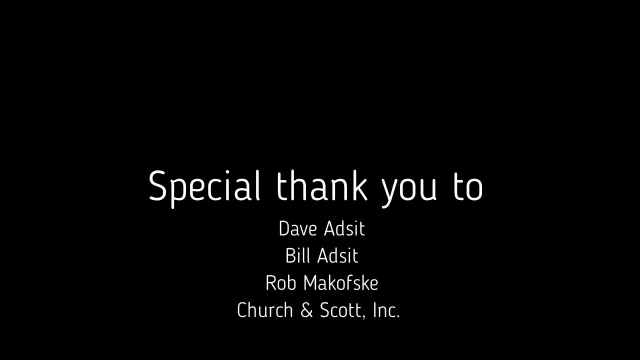 Special thank you to
Dave Adsit
Bill Adsit
Rob Makofske
Church & Scott, Inc.